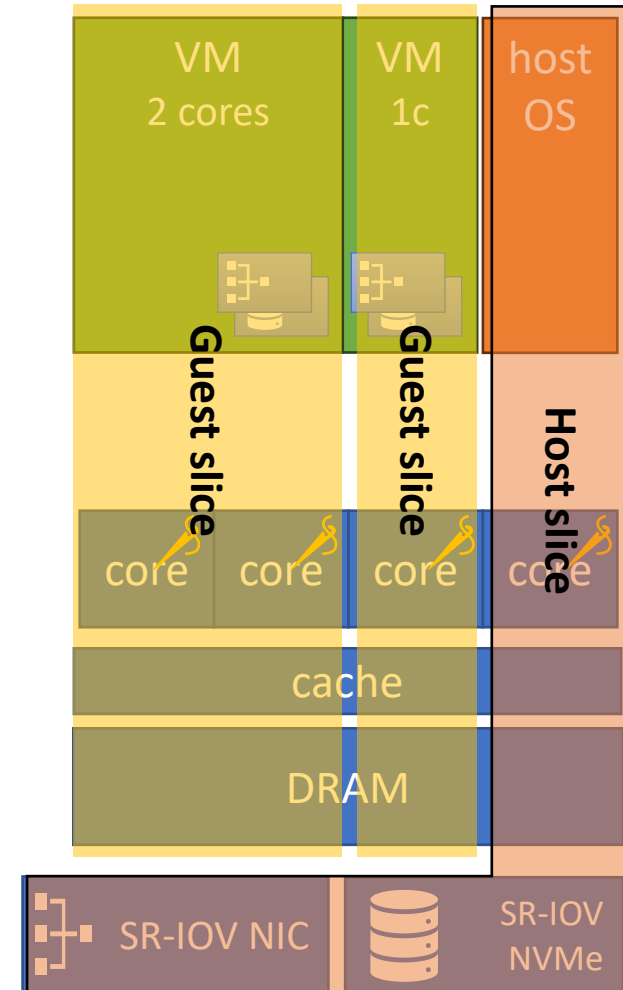 VM
2 cores
VM
1c
host
OS
Guest slice
Guest slice
Host slice
core
core
core
core
cache
DRAM
SR-IOV NIC
SR-IOV
NVMe